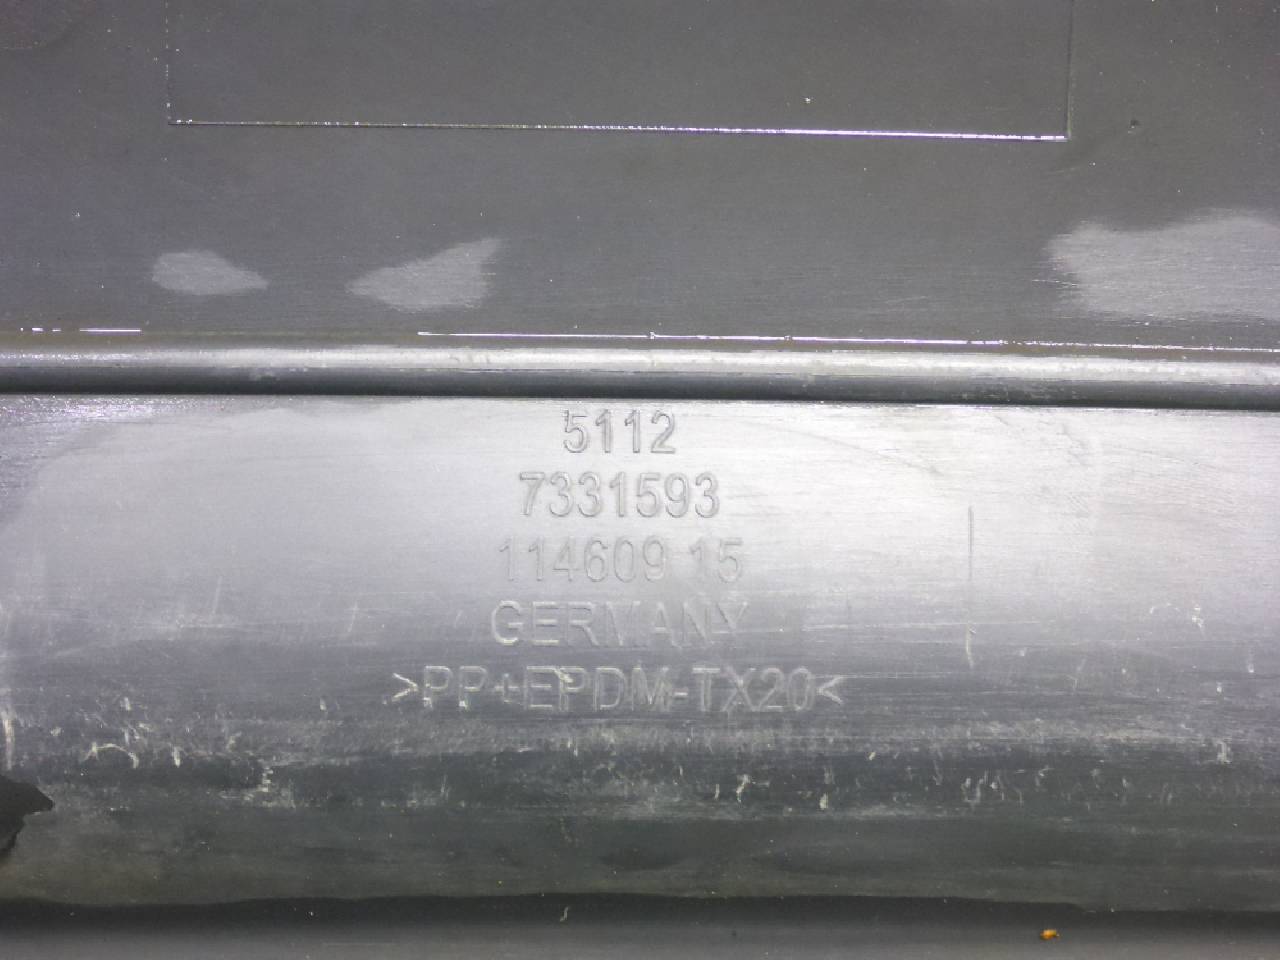 5112
7331593
114609 15
GERMANY
>PP+EPDM-TX20<